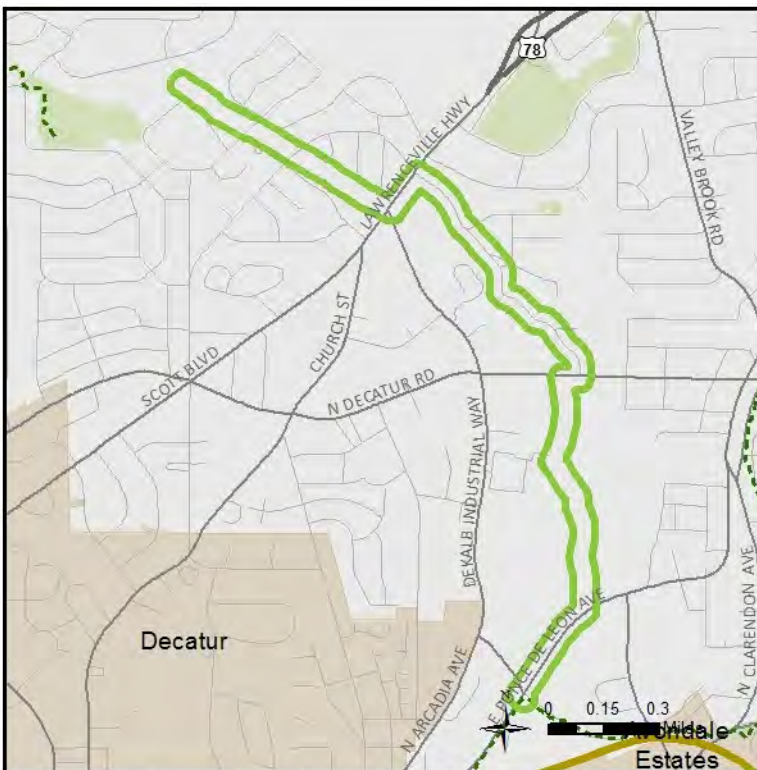 78
LAWRENCEVILLE HWY
VALLEY BROOK RD
CHURCH ST
SCOTT BLVD
N DECATUR RD
DEKALB INDUSTRIAL WAY
E PONCE DE LEON AVE
N CLARENDON AVE
Decatur
N ARCADIA AVE
0 0.15 0.3
Miles
Avondale
Estates